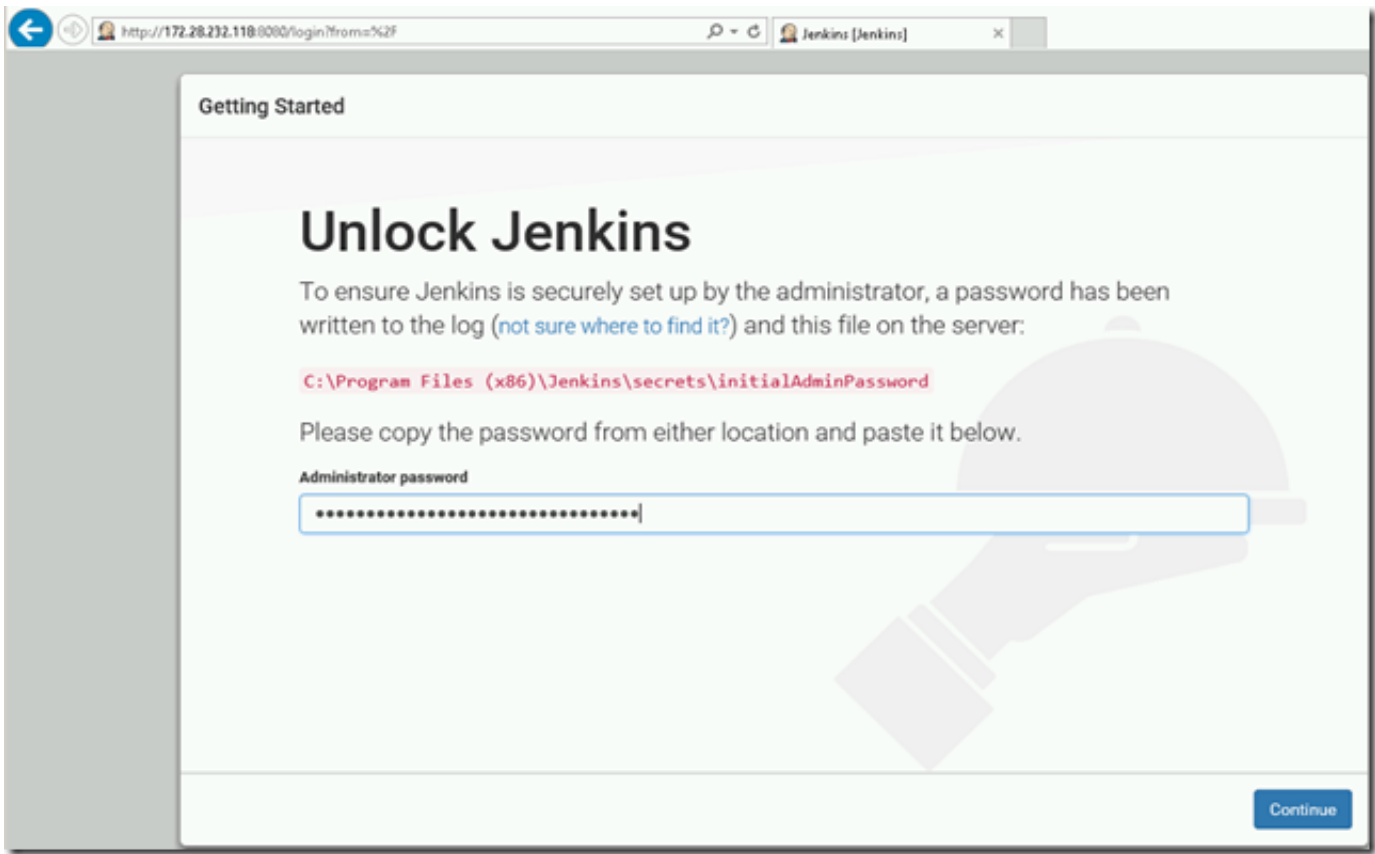 http://172.28.232.118:8080/login?from=%2F
Jenkins [Jenkins]
Getting Started
Unlock Jenkins
To ensure Jenkins is securely set up by the administrator, a password has been
written to the log (not sure where to find it?) and this file on the server:
C:\Program Files (x86)\Jenkins\secrets\initialAdminPassword
Please copy the password from either location and paste it below.
Administrator password
••••••••••••••••••••••••••••••••
Continue